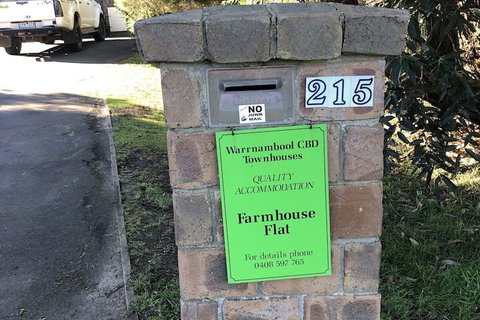 215
NO
JUNK
MAIL
Warrnambool CBD
Townhouses
QUALITY
ACCOMMODATION
Farmhouse
Flat
For details phone
0408 597 765